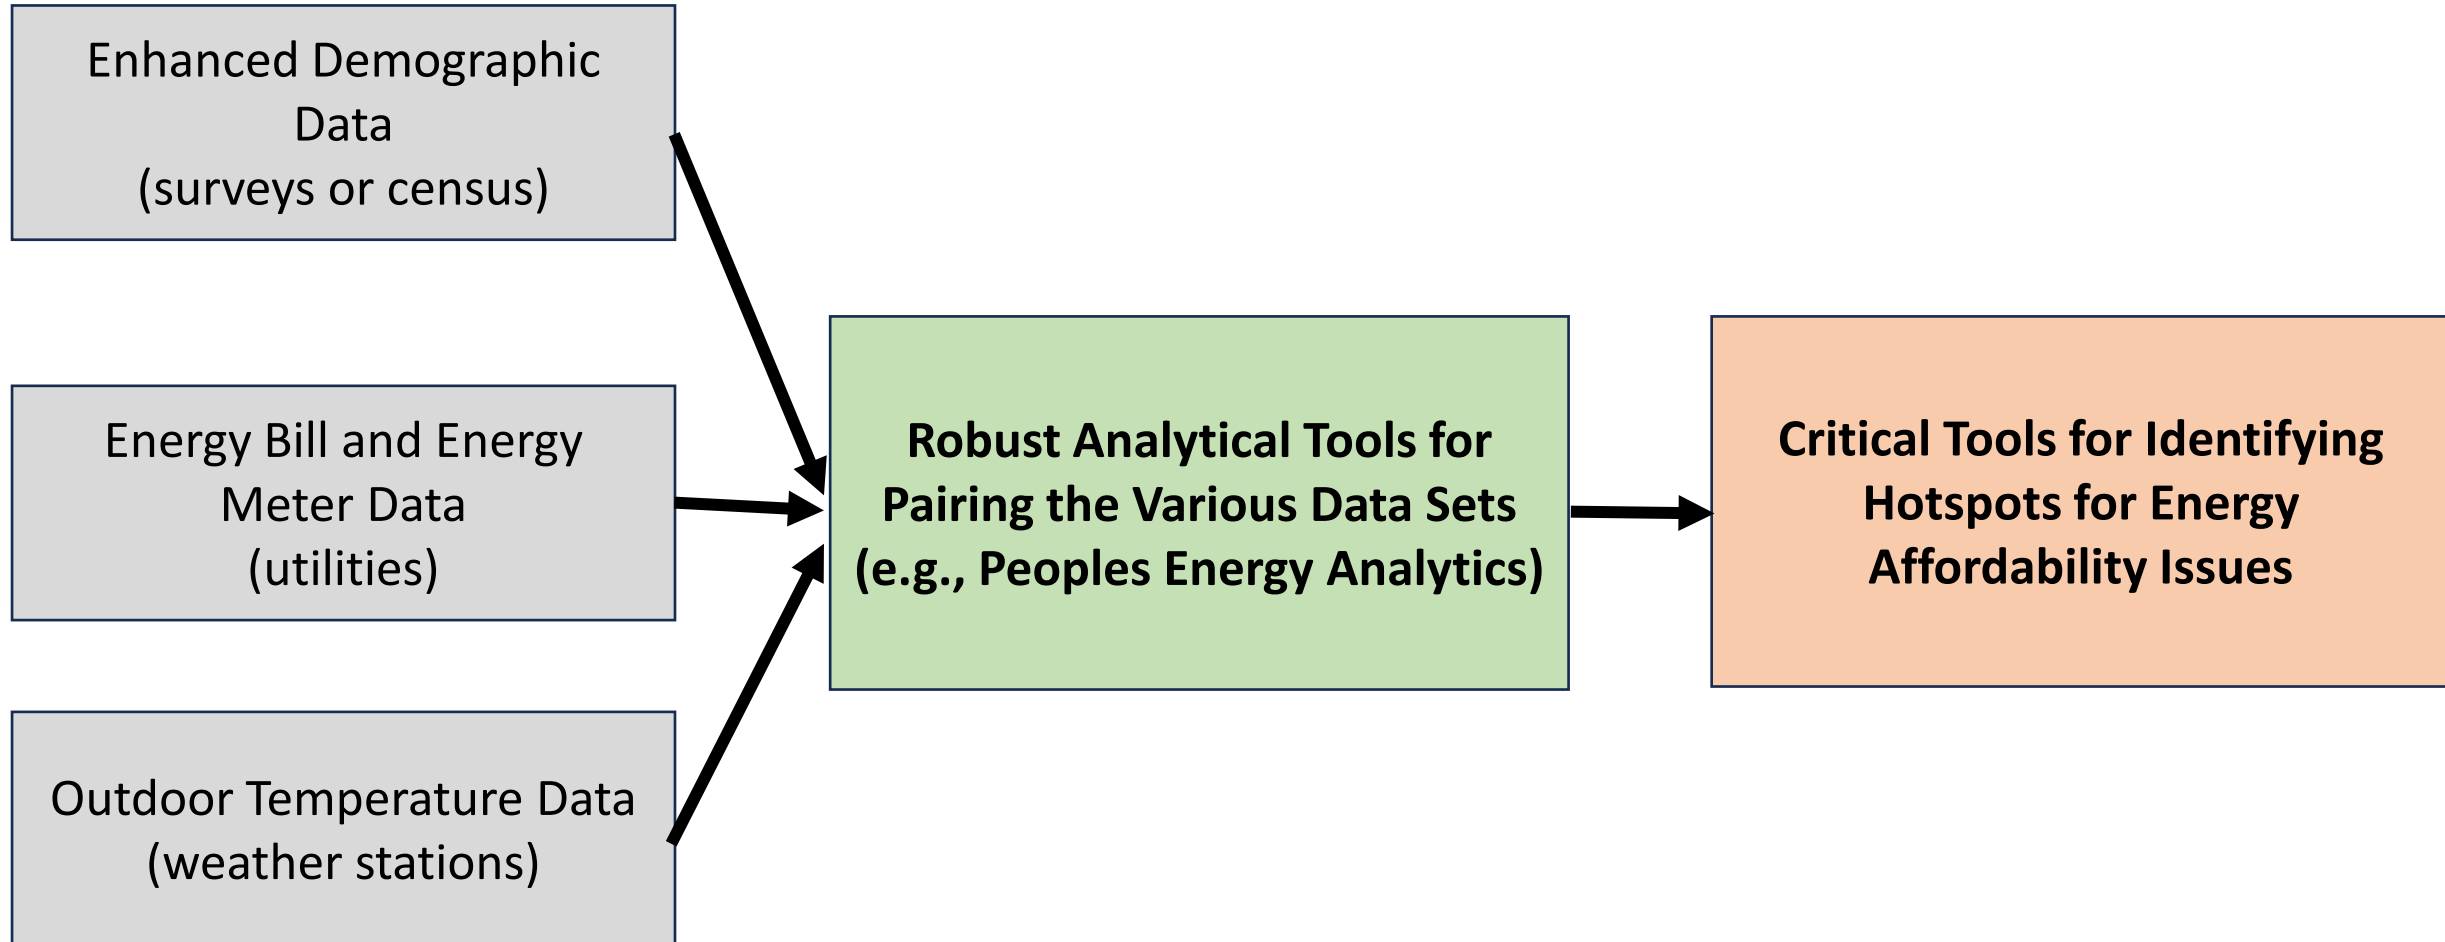 Enhanced Demographic
Data
(surveys or census)
Energy Bill and Energy
Meter Data
(utilities)
Outdoor Temperature Data
(weather stations)
Robust Analytical Tools for
Pairing the Various Data Sets
(e.g., Peoples Energy Analytics)
Critical Tools for Identifying
Hotspots for Energy
Affordability Issues